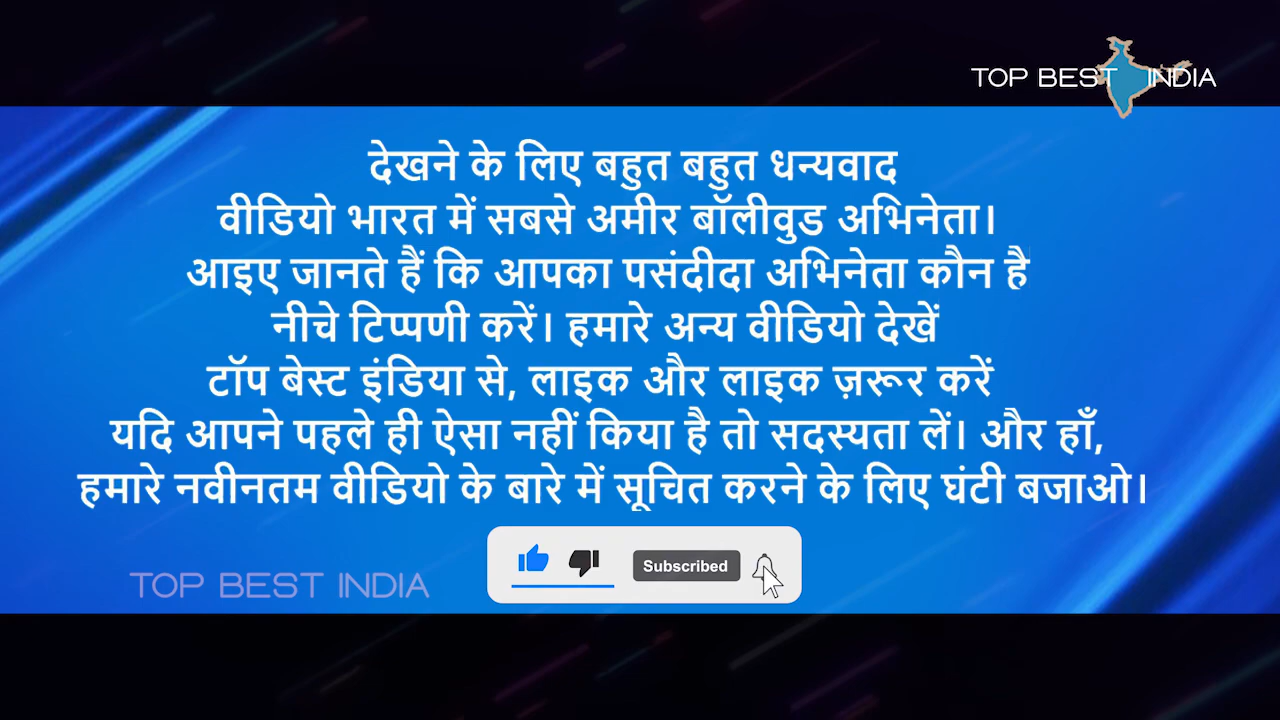 TOP BEST INDIA
देखने के लिए बहुत बहुत धन्यवाद
वीडियो भारत में सबसे अमीर बॉलीवुड अभिनेता।
आइए जानते हैं कि आपका पसंदीदा अभिनेता कौन है
नीचे टिप्पणी करें। हमारे अन्य वीडियो देखें
टॉप बेस्ट इंडिया से, लाइक और लाइक ज़रूर करें
यदि आपने पहले ही ऐसा नहीं किया है तो सदस्यता लें। और हाँ,
हमारे नवीनतम वीडियो के बारे में सूचित करने के लिए घंटी बजाओ।
Subscribed
TOP BEST INDIA